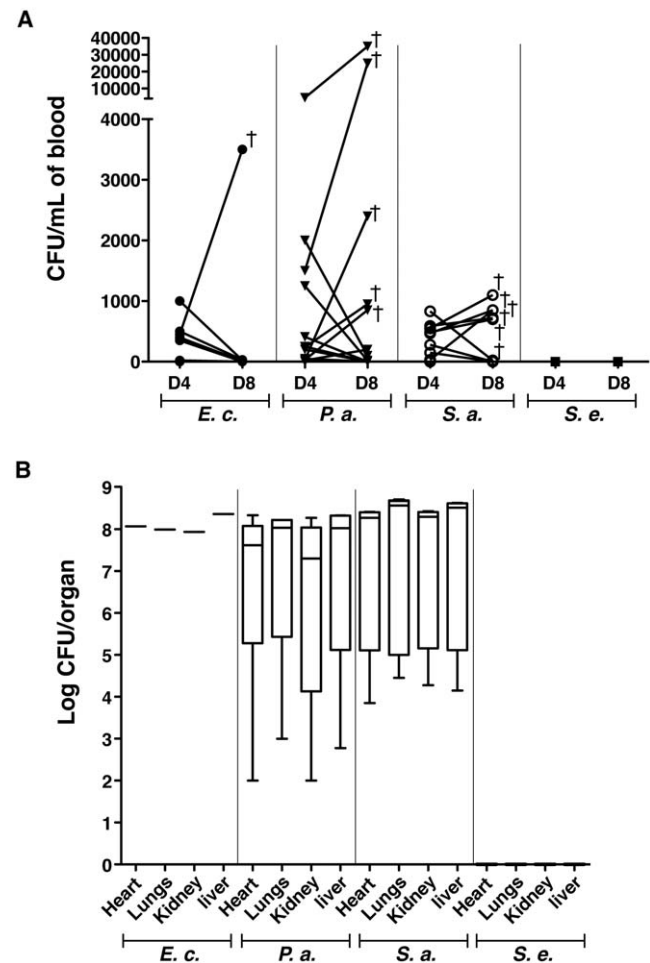 A
CFU/mL of blood
40000
30000
20000
10000
4000
3000
2000
1000
0
†
† † † † †
† † † † † †
D4 D8 D4 D8 D4 D8 D4 D8
E. c. P. a. S. a. S. e.
B
Log CFU/organ
9
8
7
6
5
4
3
2
1
0
Heart Lungs Kidney liver Heart Lungs Kidney liver Heart Lungs Kidney liver Heart Lungs Kidney liver
E. c. P. a. S. a. S. e.